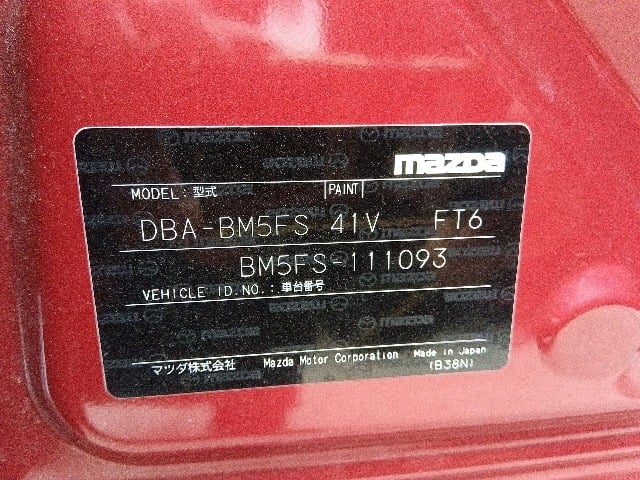 mazda
MODEL: 型式 PAINT
DBA-BM5FS 41V FT6
BM5FS-111093
VEHICLE ID.NO.: 車台番号
マツダ株式会社 Mazda Motor Corporation Made in Japan
(B38N)